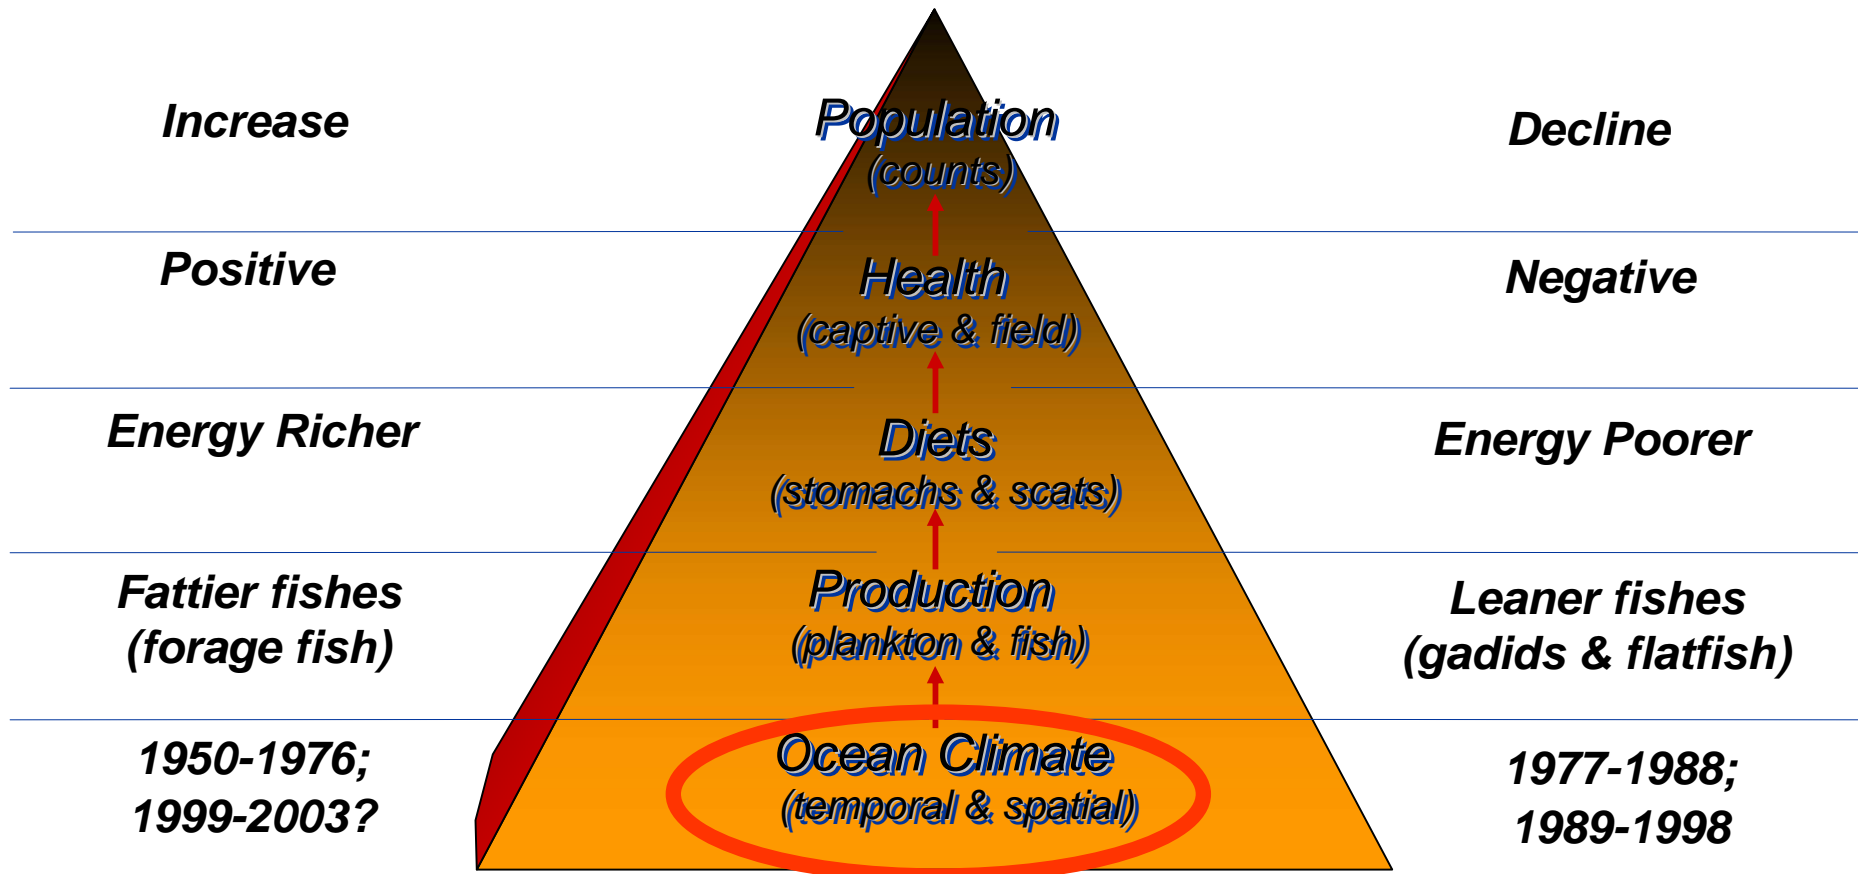 Increase
Population
(counts)
Decline
Positive
Health
(captive & field)
Negative
Energy Richer
Diets
(stomachs & scats)
Energy Poorer
Fattier fishes
(forage fish)
Production
(plankton & fish)
Leaner fishes
(gadids & flatfish)
1950-1976;
1999-2003?
Ocean Climate
(temporal & spatial)
1977-1988;
1989-1998